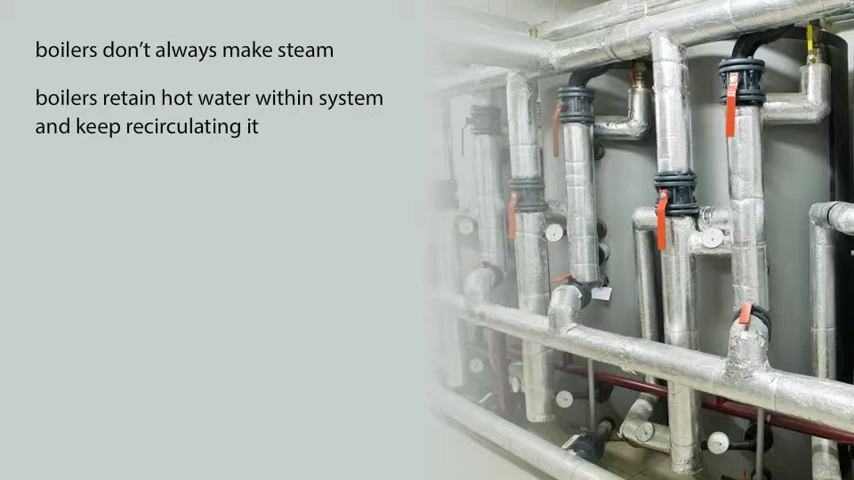 boilers don’t always make steam
boilers retain hot water within system
and keep recirculating it